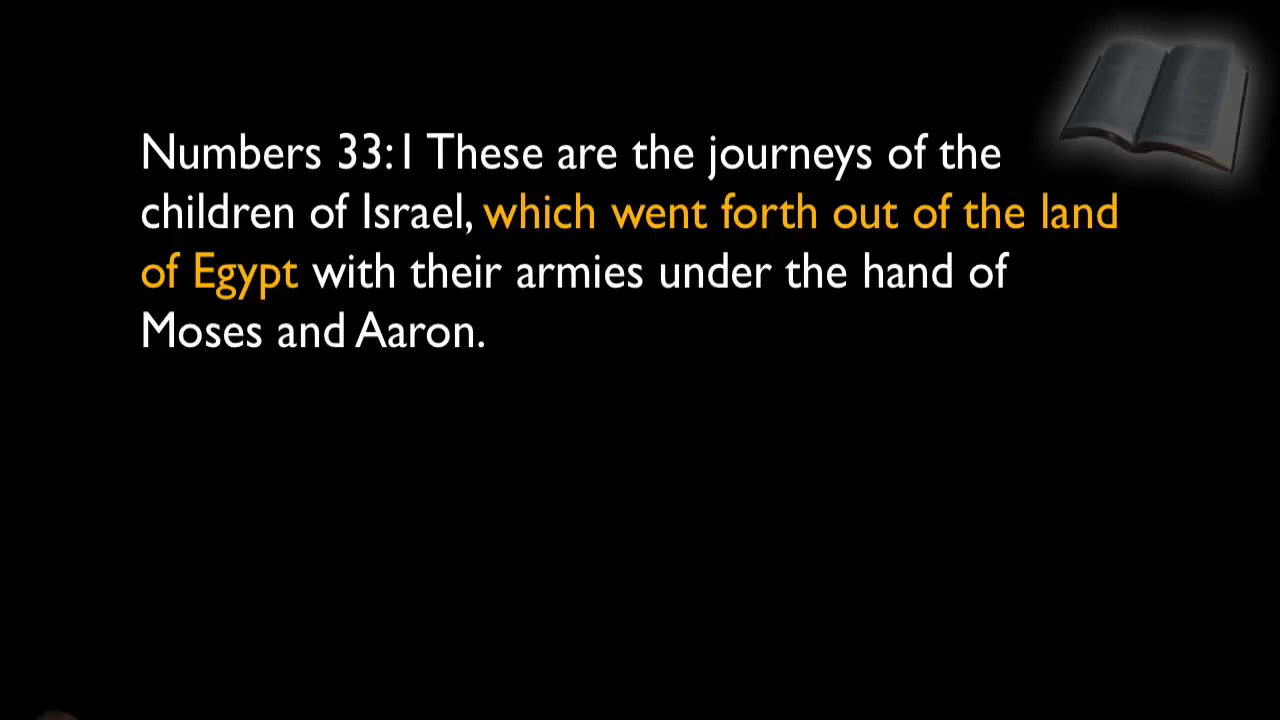 Numbers 33:1 These are the journeys of the
children of Israel, which went forth out of the land
of Egypt with their armies under the hand of
Moses and Aaron.